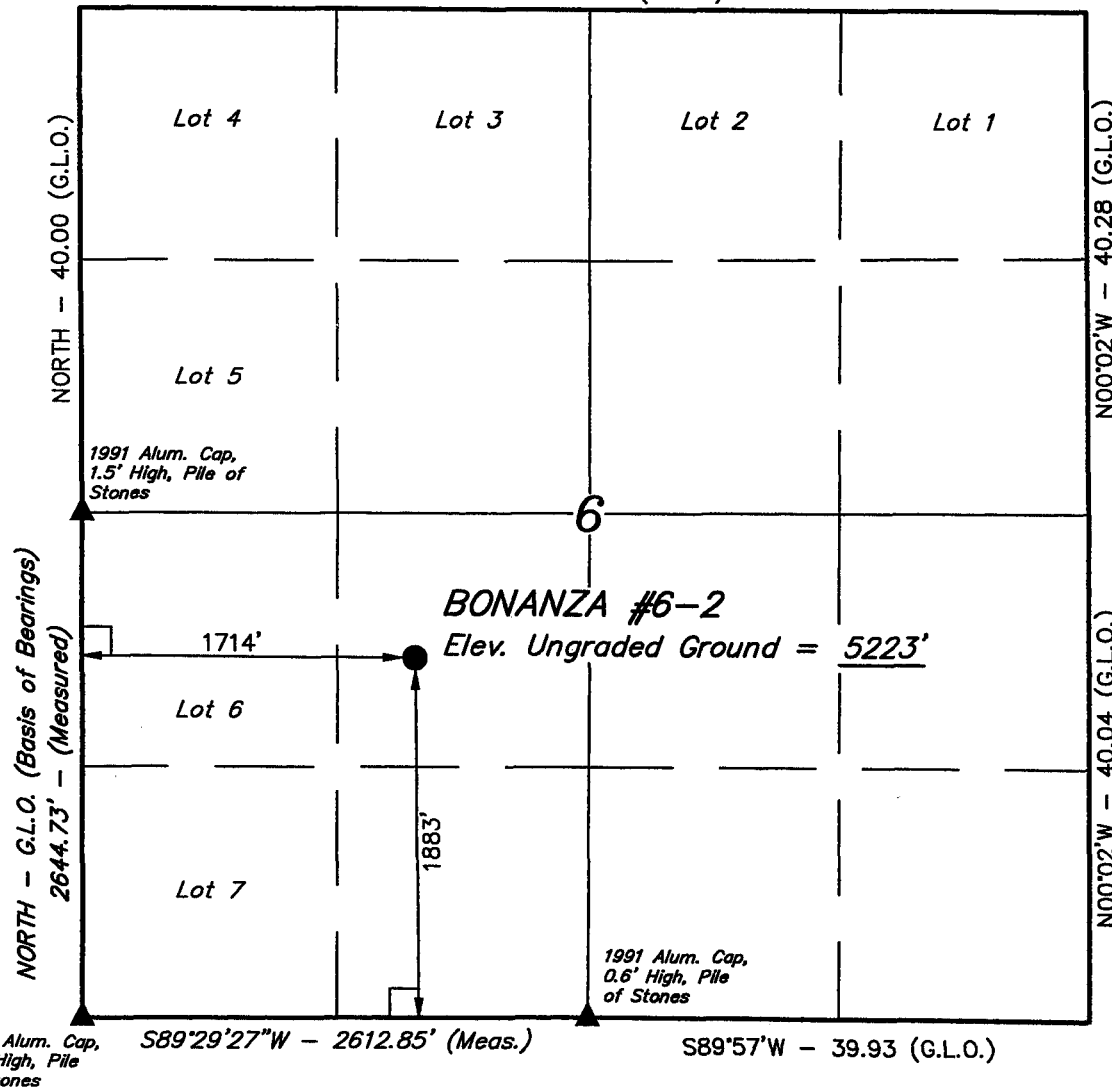 Lot 4
Lot 3
Lot 2
Lot 1
NORTH - 40.00 (G.L.O.)
N00°02'W - 40.28 (G.L.O.)
Lot 5
1991 Alum. Cap,
1.5' High, Pile of
Stones
6
BONANZA #6-2
Elev. Ungraded Ground = 5223'
1714'
NORTH - G.L.O. (Basis of Bearings)
2644.73' - (Measured)
Lot 6
N00°02'W - 40.04 (G.L.O.)
1883'
Lot 7
1991 Alum. Cap,
0.6' High, Pile
of Stones
Alum. Cap,
High, Pile
S89°29'27"W - 2612.85' (Meas.)
S89°57'W - 39.93 (G.L.O.)